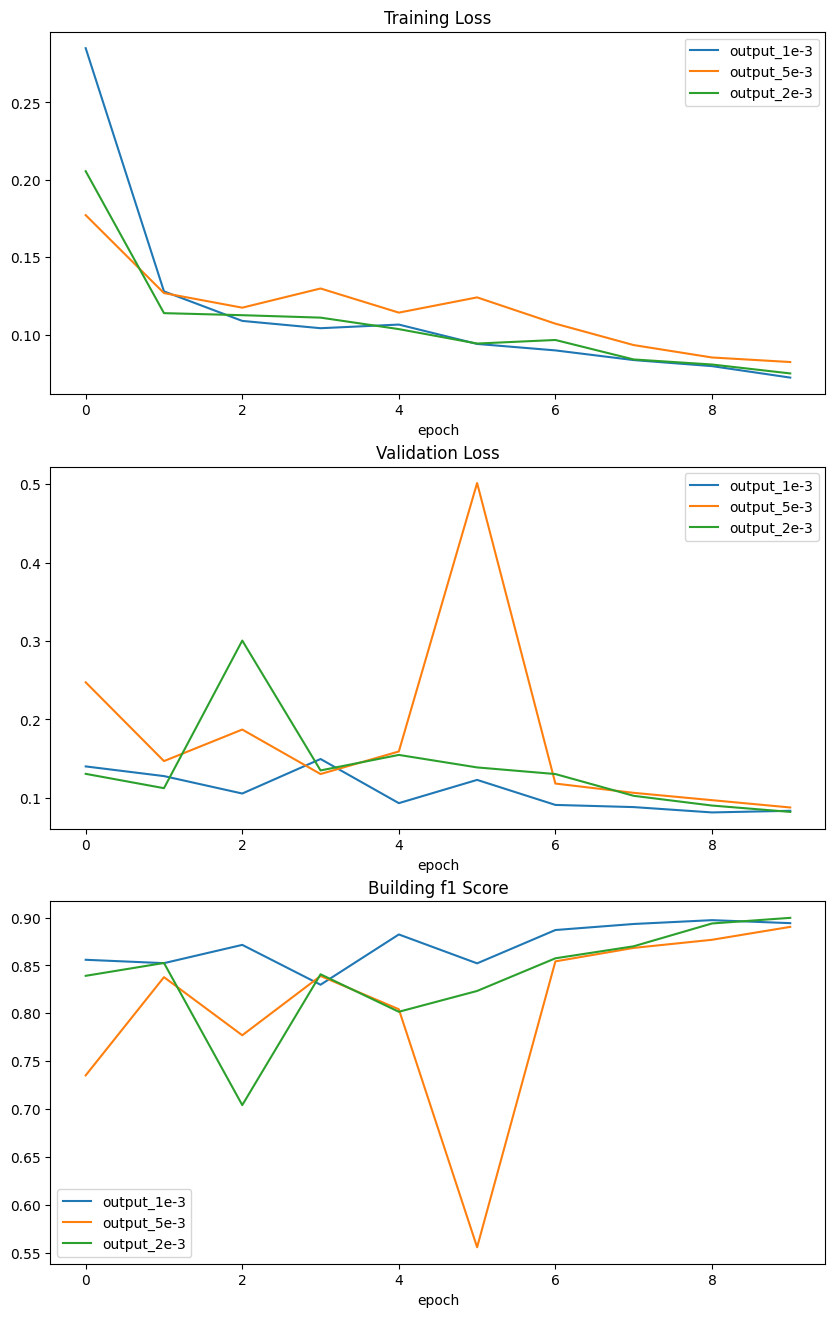 Training Loss
output_1e-3
output_5e-3
output_2e-3
0.25
0.20
0.15
0.10
0 2 4 6 8
epoch
Validation Loss
output_1e-3
output_5e-3
output_2e-3
0.5
0.4
0.3
0.2
0.1
0 2 4 6 8
epoch
Building f1 Score
0.90
0.85
0.80
0.75
0.70
0.65
0.60
0.55
output_1e-3
output_5e-3
output_2e-3
0 2 4 6 8
epoch